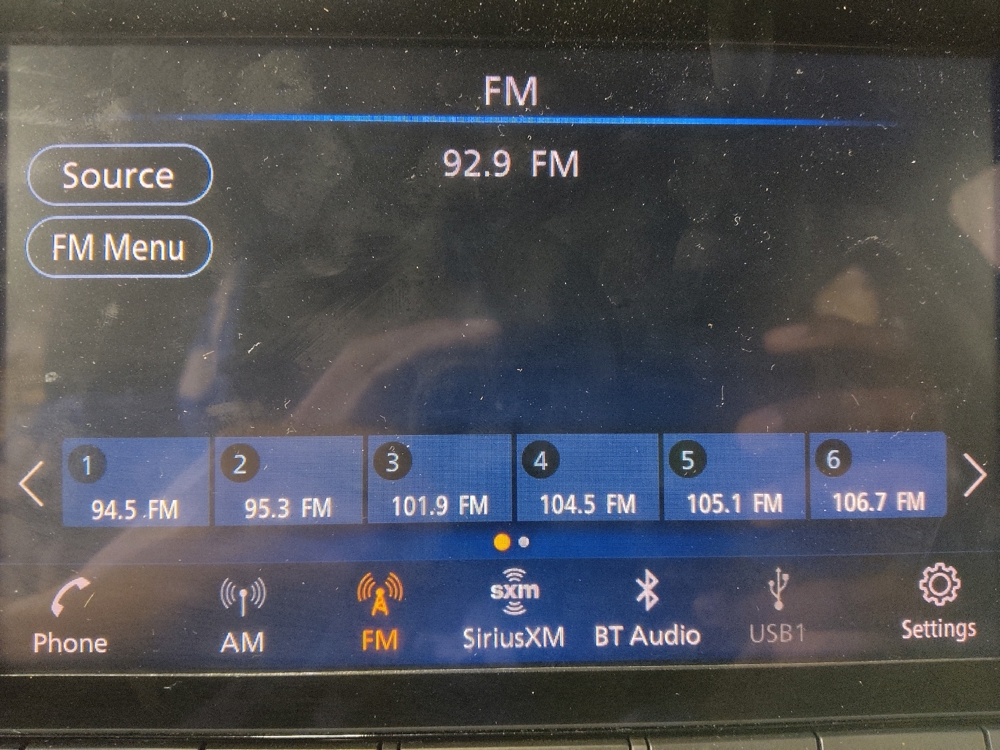 FM
92.9 FM
Source
FM Menu
1
94.5 FM
2
95.3 FM
3
101.9 FM
4
104.5 FM
5
105.1 FM
6
106.7 FM
Phone
AM
FM
sxm
SiriusXM
BT Audio
USB1
Settings